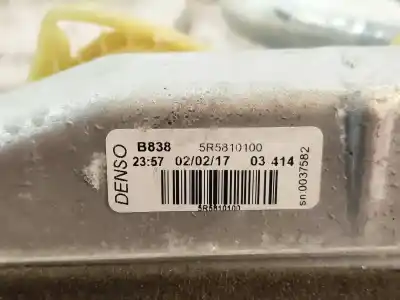 DENSO
B838 5R5810100
23:57 02/02/17 03 414
5R5810100
sn:0037582